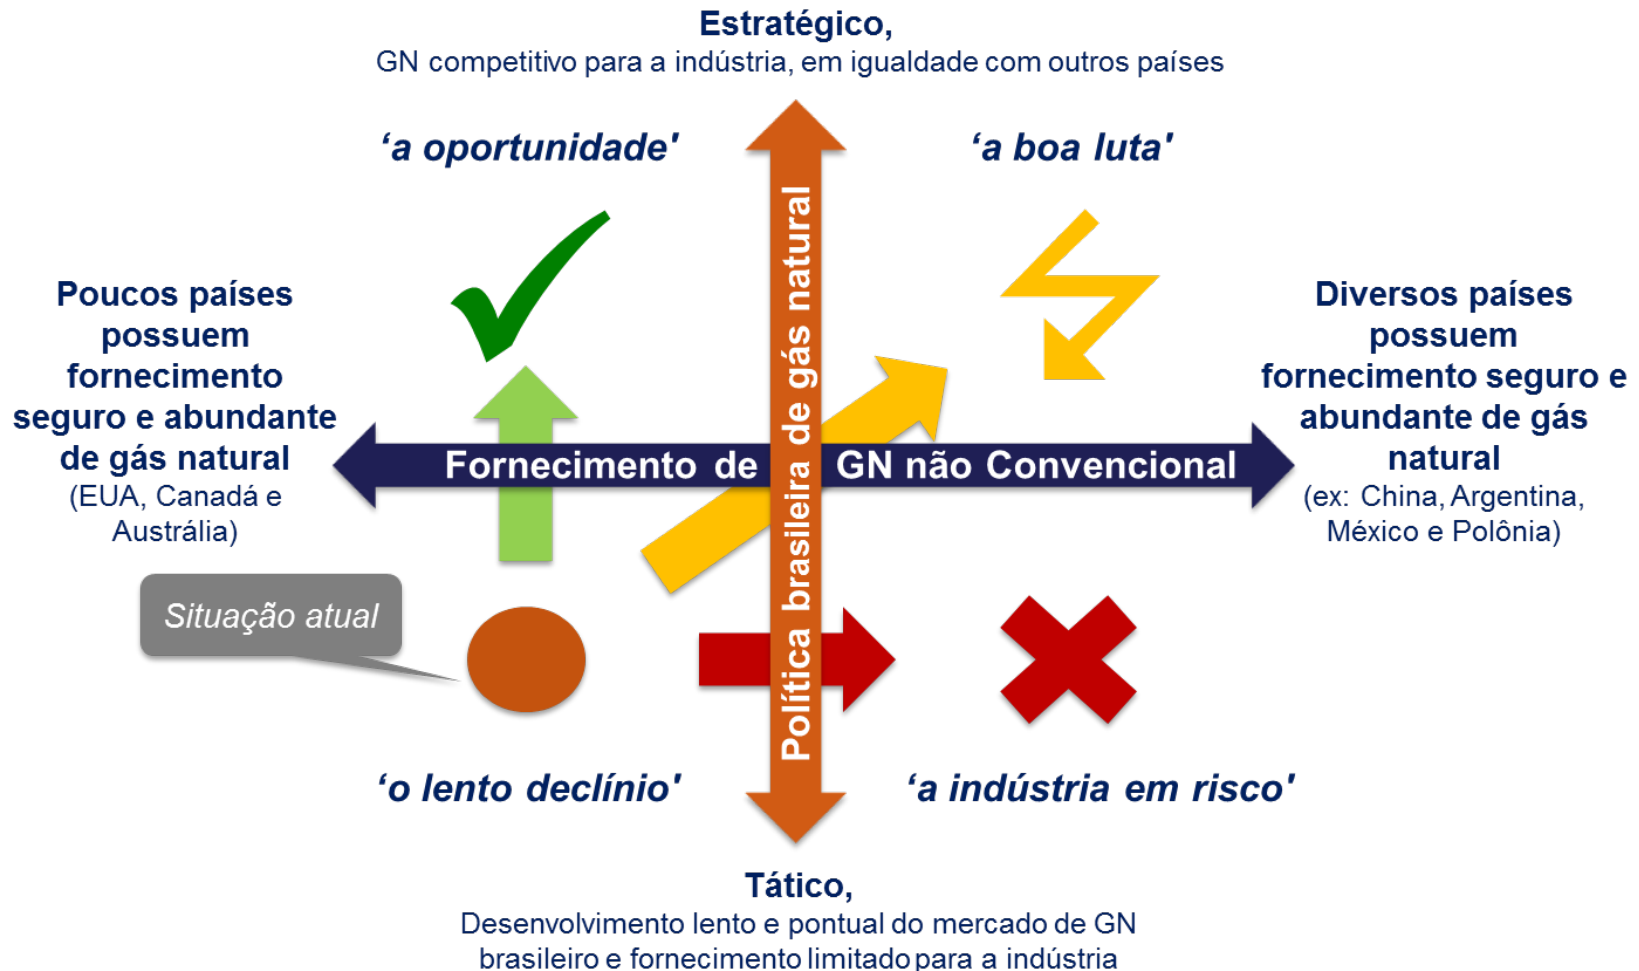 Estratégico,
GN competitivo para a indústria, em igualdade com outros países
‘a oportunidade'
‘a boa luta'
Política brasileira de gás natural
Poucos países
possuem
fornecimento
seguro e abundante
de gás natural
(EUA, Canadá e
Austrália)
Fornecimento de GN não Convencional
Diversos países
possuem
fornecimento seguro e
abundante de gás
natural
(ex: China, Argentina,
México e Polônia)
Situação atual
‘o lento declínio'
‘a indústria em risco'
Tático,
Desenvolvimento lento e pontual do mercado de GN
brasileiro e fornecimento limitado para a indústria